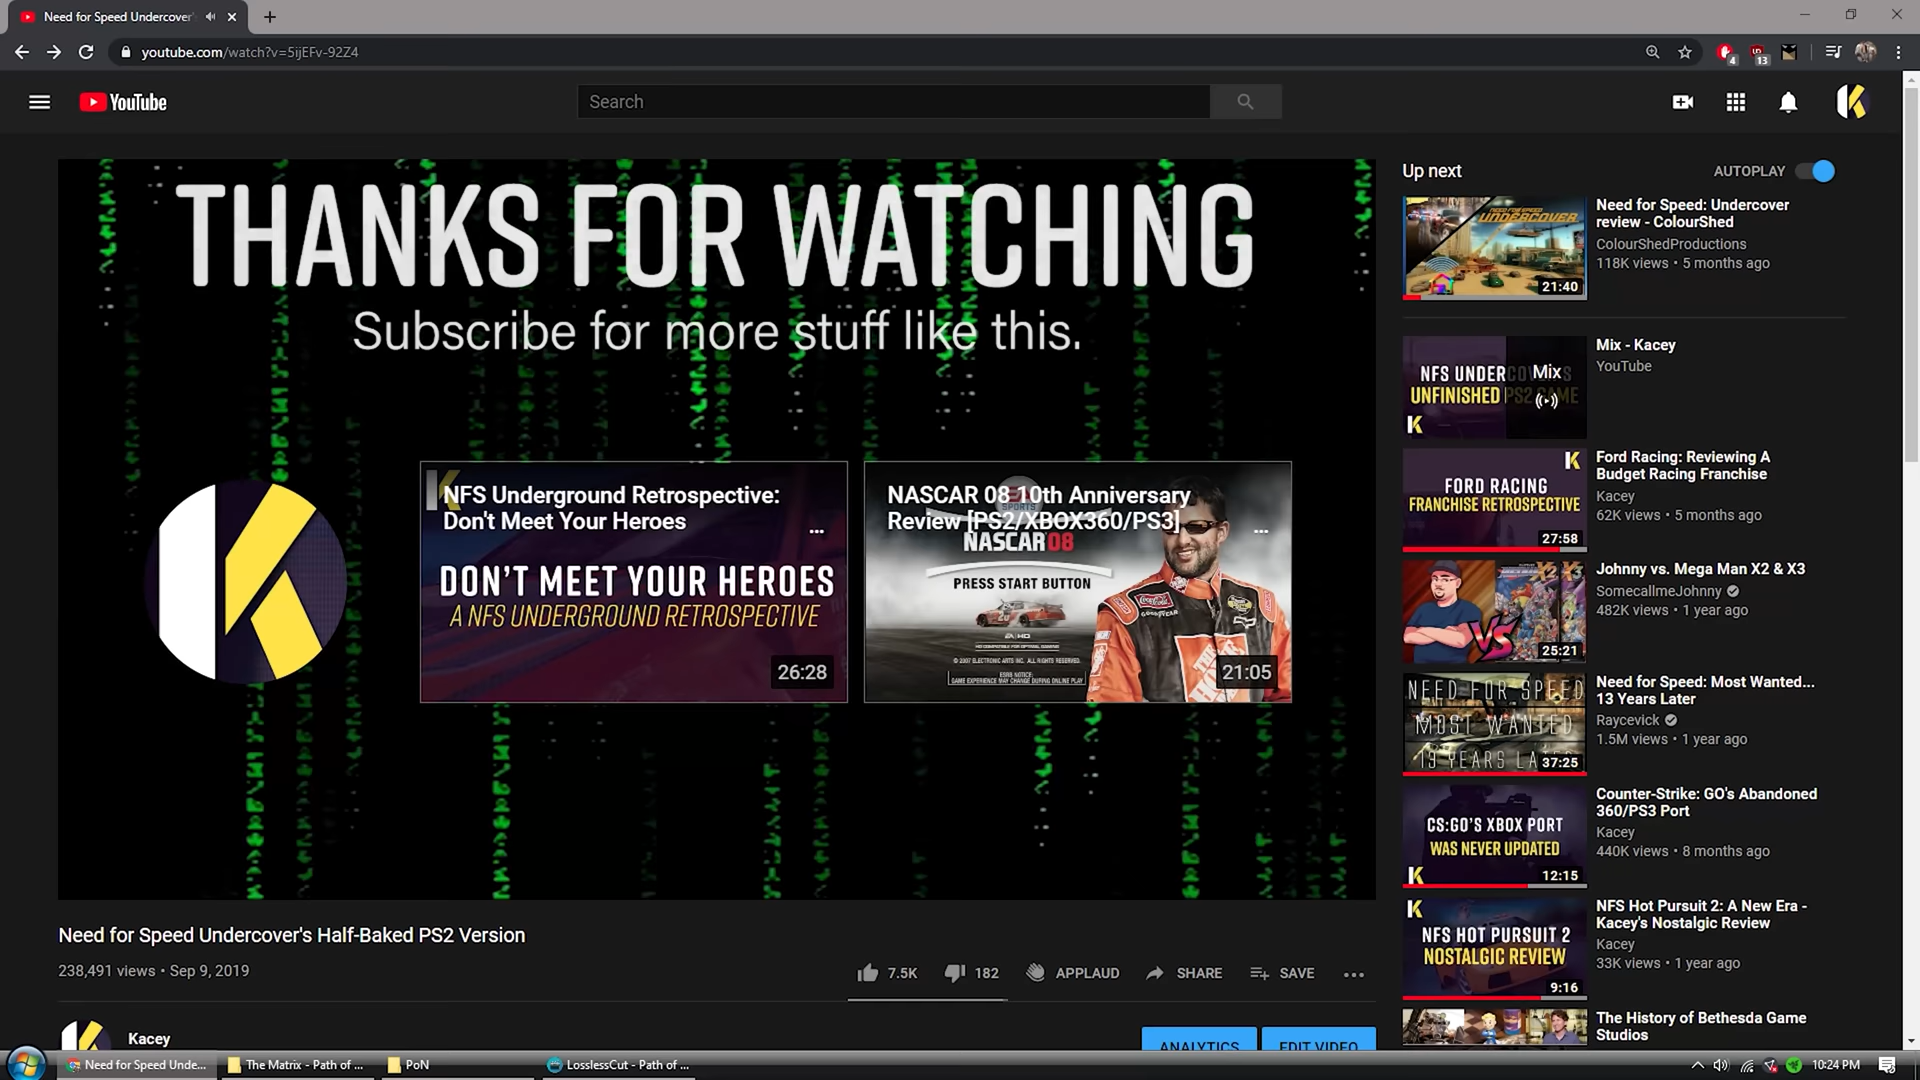 Need for Speed Undercover'
youtube.com/watch?v=5ijEFv-92Z4
4
13
YouTube
Search
THANKS FOR WATCHING
Subscribe for more stuff like this.
NFS Underground Retrospective:
Don't Meet Your Heroes
DON'T MEET YOUR HEROES
A NFS UNDERGROUND RETROSPECTIVE
26:28
NASCAR 08 10th Anniversary
Review [PS2/XBOX360/PS3]
SPORTS
NASCAR 08
PRESS START BUTTON
21:05
Need for Speed Undercover's Half-Baked PS2 Version
238,491 views • Sep 9, 2019
7.5K
182
APPLAUD
SHARE
SAVE
Kacey
ANALYTICS
EDIT VIDEO
Up next
AUTOPLAY
UNDERCOVER
21:40
Need for Speed: Undercover
review - ColourShed
ColourShedProductions
118K views • 5 months ago
NFS UNDERCOVER'S
UNFINISHED PS2 GAME
Mix
Mix - Kacey
YouTube
FORD RACING
FRANCHISE RETROSPECTIVE
27:58
Ford Racing: Reviewing A
Budget Racing Franchise
Kacey
62K views • 5 months ago
VS
25:21
Johnny vs. Mega Man X2 & X3
SomecallmeJohnny
482K views • 1 year ago
NEED FOR SPEED
MOST WANTED
13 YEARS LA
37:25
Need for Speed: Most Wanted...
13 Years Later
Raycevick
1.5M views • 1 year ago
CS:GO'S XBOX PORT
WAS NEVER UPDATED
12:15
Counter-Strike: GO's Abandoned
360/PS3 Port
Kacey
440K views • 8 months ago
NFS HOT PURSUIT 2
NOSTALGIC REVIEW
9:16
NFS Hot Pursuit 2: A New Era -
Kacey's Nostalgic Review
Kacey
33K views • 1 year ago
The History of Bethesda Game
Studios
Need for Speed Unde...
The Matrix - Path of ...
PoN
LosslessCut - Path of ...
10:24 PM